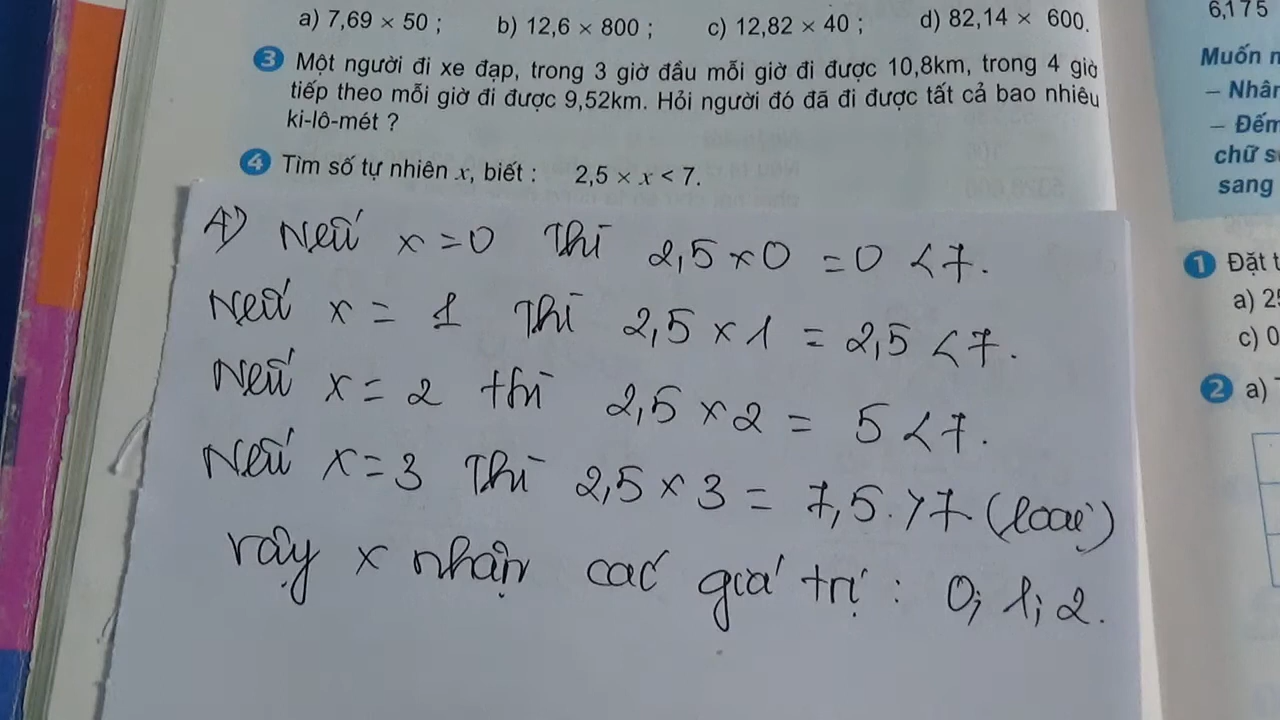 a) 7,69 × 50 ; b) 12,6 × 800 ; c) 12,82 × 40 ; d) 82,14 × 600.
3 Một người đi xe đạp, trong 3 giờ đầu mỗi giờ đi được 10,8km, trong 4 giờ
tiếp theo mỗi giờ đi được 9,52km. Hỏi người đó đã đi được tất cả bao nhiêu
ki-lô-mét ?
4 Tìm số tự nhiên x, biết : 2,5 × x < 7.
A) Nếu x = 0 thì 2,5 × 0 = 0 < 7.
Nếu x = 1 thì 2,5 × 1 = 2,5 < 7.
Nếu x = 2 thì 2,5 × 2 = 5 < 7.
Nếu x = 3 thì 2,5 × 3 = 7,5 > 7 (loại)
vậy x nhận các giá trị : 0; 1; 2.
6,175
Muốn
– Nhân
– Đếm
chữ
sang
1 Đặt
a)
c) 0
2 a)